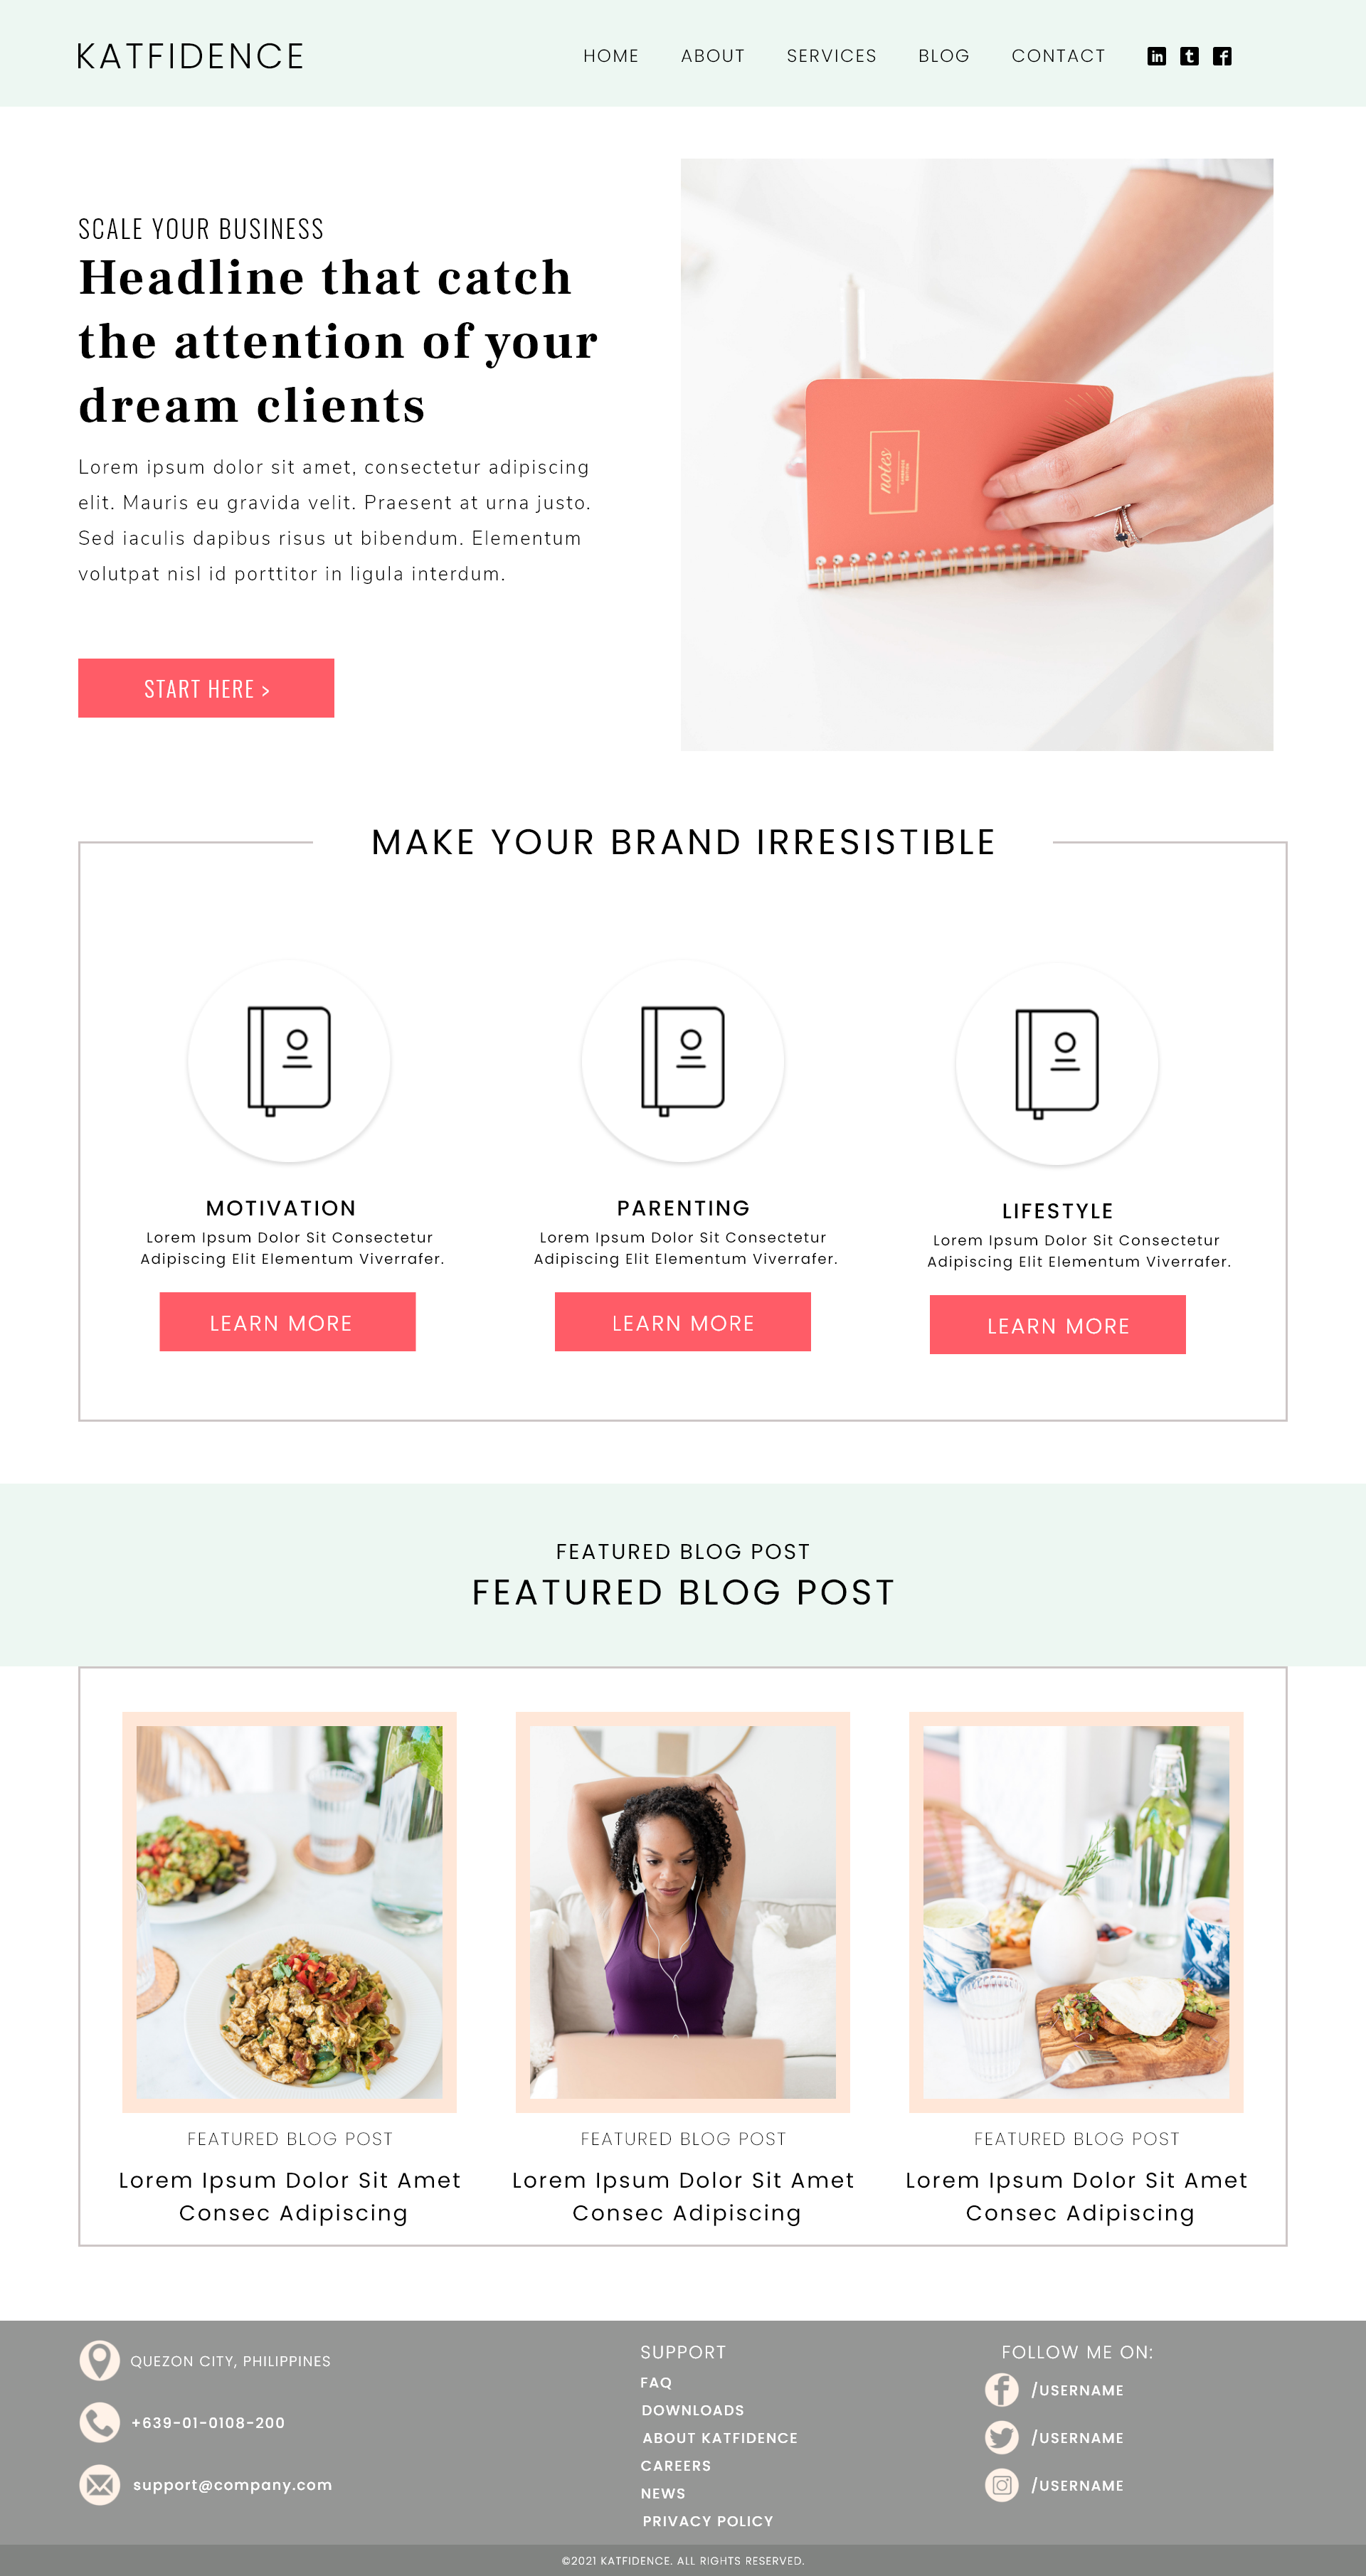 KATFIDENCE
HOME ABOUT SERVICES BLOG CONTACT in t f
SCALE YOUR BUSINESS
Headline that catch
the attention of your
dream clients
Lorem ipsum dolor sit amet, consectetur adipiscing
elit. Mauris eu gravida velit. Praesent at urna justo.
Sed iaculis dapibus risus ut bibendum. Elementum
volutpat nisl id porttitor in ligula interdum.
START HERE >
notes
MAKE YOUR BRAND IRRESISTIBLE
MOTIVATION
Lorem Ipsum Dolor Sit Consectetur
Adipiscing Elit Elementum Viverrafer.
LEARN MORE
PARENTING
Lorem Ipsum Dolor Sit Consectetur
Adipiscing Elit Elementum Viverrafer.
LEARN MORE
LIFESTYLE
Lorem Ipsum Dolor Sit Consectetur
Adipiscing Elit Elementum Viverrafer.
LEARN MORE
FEATURED BLOG POST
FEATURED BLOG POST
FEATURED BLOG POST
Lorem Ipsum Dolor Sit Amet
Consec Adipiscing
FEATURED BLOG POST
Lorem Ipsum Dolor Sit Amet
Consec Adipiscing
FEATURED BLOG POST
Lorem Ipsum Dolor Sit Amet
Consec Adipiscing
QUEZON CITY, PHILIPPINES
+639-01-0108-200
support@company.com
SUPPORT
FAQ
DOWNLOADS
ABOUT KATFIDENCE
CAREERS
NEWS
PRIVACY POLICY
FOLLOW ME ON:
/USERNAME
/USERNAME
/USERNAME
©2021 KATFIDENCE. ALL RIGHTS RESERVED.